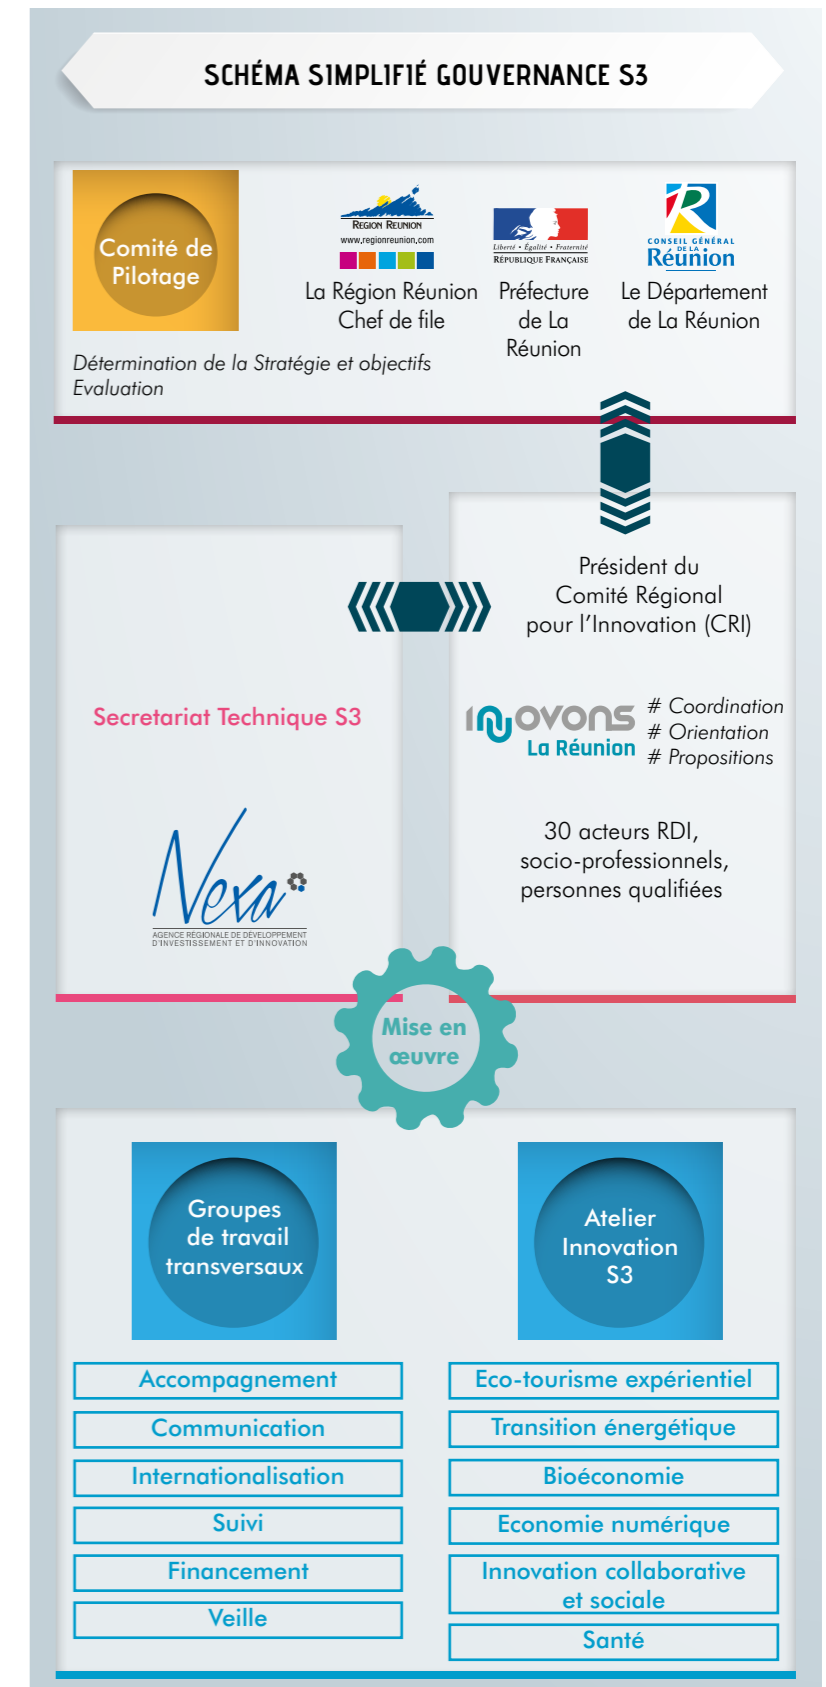 SCHÉMA SIMPLIFIÉ GOUVERNANCE S3
Comité de
Pilotage
REGION REUNION
www.regionreunion.com
La Région Réunion
Chef de file
Liberté • Égalité • Fraternité
RÉPUBLIQUE FRANÇAISE
Préfecture
de La
Réunion
CONSEIL GÉNÉRAL
DE LA
Réunion
Le Département
de La Réunion
Détermination de la Stratégie et objectifs
Evaluation
Président du
Comité Régional
pour l'Innovation (CRI)
Secretariat Technique S3
INNOVONS
La Réunion
# Coordination
# Orientation
# Propositions
30 acteurs RDI,
socio-professionnels,
personnes qualifiées
Nexa
AGENCE RÉGIONALE DE DÉVELOPPEMENT
D'INVESTISSEMENT ET D'INNOVATION
Mise en
œuvre
Groupes
de travail
transversaux
Accompagnement
Communication
Internationalisation
Suivi
Financement
Veille
Atelier
Innovation
S3
Eco-tourisme expérientiel
Transition énergétique
Bioéconomie
Economie numérique
Innovation collaborative
et sociale
Santé